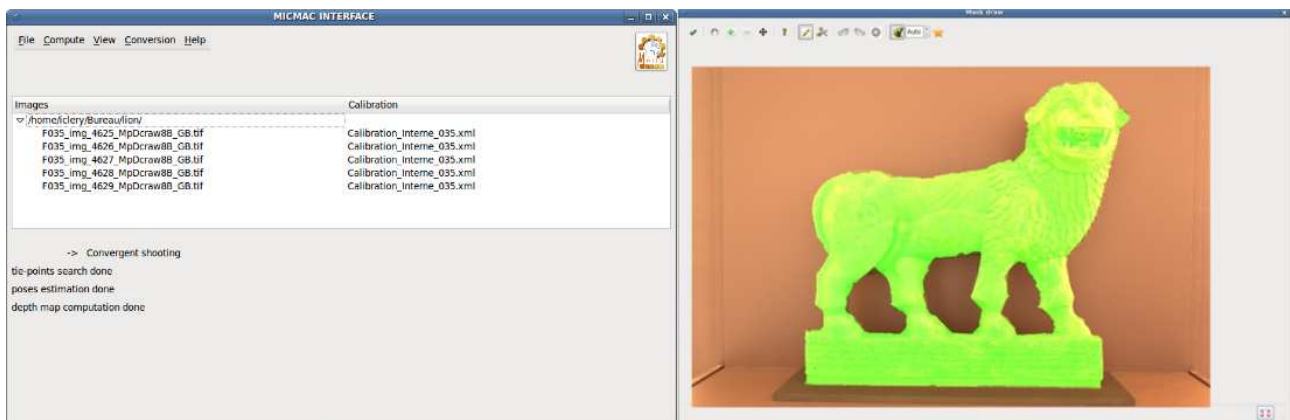 MICMAC INTERFACE
File Compute View Conversion Help
Images Calibration
/home/iclery/Bureau/lion/
F035_img_4625_MpDcraw8B_GB.tif Calibration_Interne_035.xml
F035_img_4626_MpDcraw8B_GB.tif Calibration_Interne_035.xml
F035_img_4627_MpDcraw8B_GB.tif Calibration_Interne_035.xml
F035_img_4628_MpDcraw8B_GB.tif Calibration_Interne_035.xml
F035_img_4629_MpDcraw8B_GB.tif Calibration_Interne_035.xml
-> Convergent shooting
tie-points search done
poses estimation done
depth map computation done
Mask draw
Auto